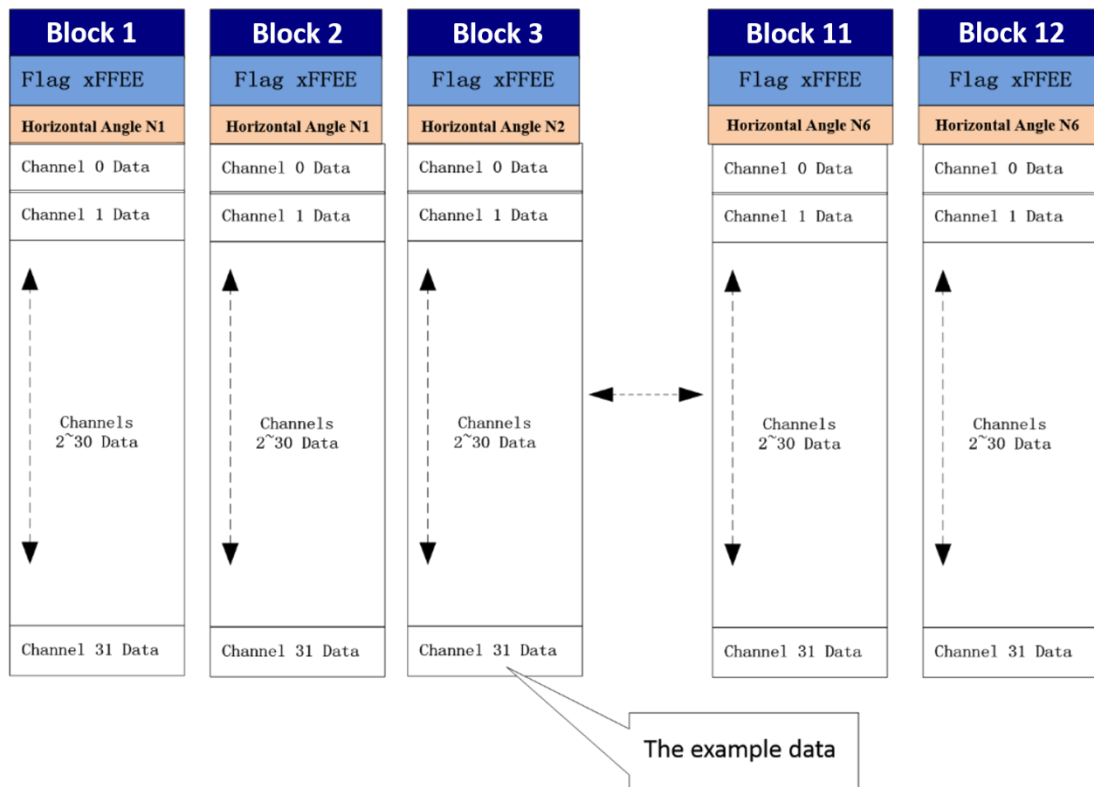 Block 1
Flag xFFEE
Horizontal Angle N1
Channel 0 Data
Channel 1 Data
Channels
2~30 Data
Channel 31 Data
Block 2
Flag xFFEE
Horizontal Angle N1
Channel 0 Data
Channel 1 Data
Channels
2~30 Data
Channel 31 Data
Block 3
Flag xFFEE
Horizontal Angle N2
Channel 0 Data
Channel 1 Data
Channels
2~30 Data
Channel 31 Data
Block 11
Flag xFFEE
Horizontal Angle N6
Channel 0 Data
Channel 1 Data
Channels
2~30 Data
Channel 31 Data
Block 12
Flag xFFEE
Horizontal Angle N6
Channel 0 Data
Channel 1 Data
Channels
2~30 Data
Channel 31 Data
The example data